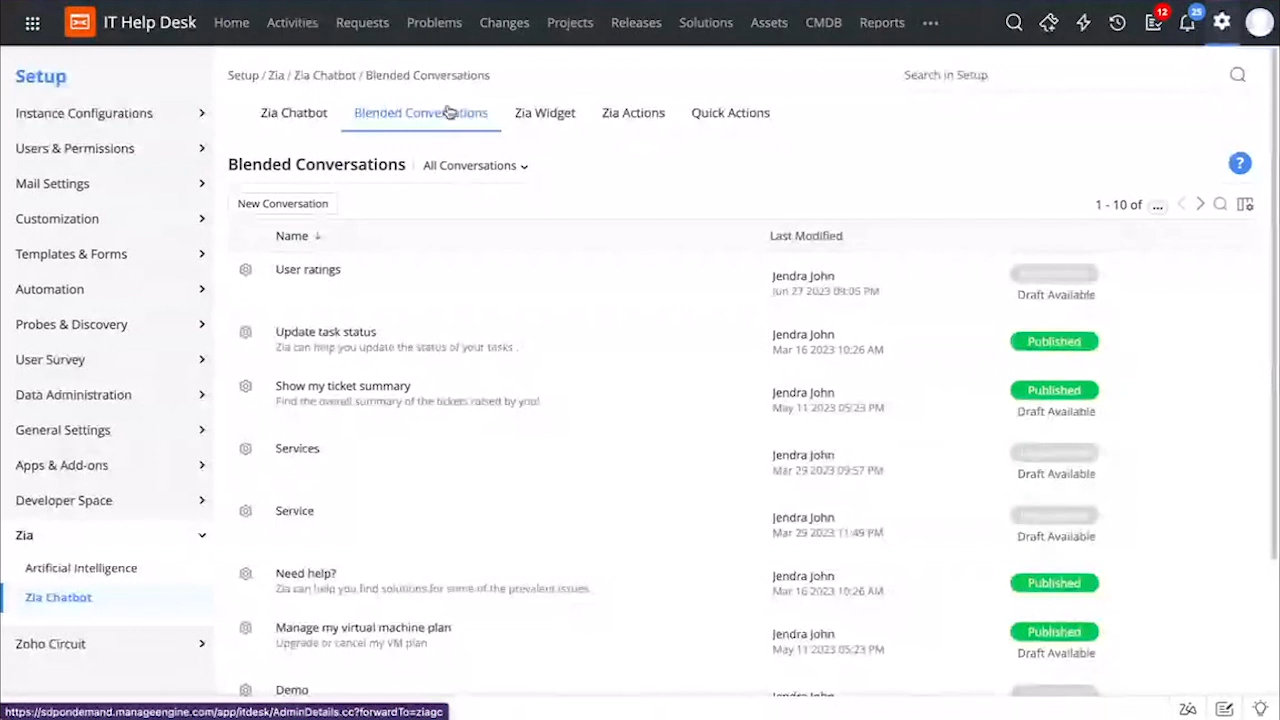 IT Help Desk Home Activities Requests Problems Changes Projects Releases Solutions Assets CMDB Reports 12 25
Setup
Instance Configurations
Users & Permissions
Mail Settings
Customization
Templates & Forms
Automation
Probes & Discovery
User Survey
Data Administration
General Settings
Apps & Add-ons
Developer Space
Zia
Artificial Intelligence
Zia Chatbot
Zoho Circuit
Setup / Zia / Zia Chatbot / Blended Conversations Search in Setup
Zia Chatbot Blended Conversations Zia Widget Zia Actions Quick Actions
Blended Conversations All Conversations ?
New Conversation 1 - 10 of ...
Name Last Modified
User ratings Jendra John
Jun 27 2023 09:05 PM Draft Available
Update task status Jendra John Published
Zia can help you update the status of your tasks . Mar 16 2023 10:26 AM
Show my ticket summary Jendra John Published
Find the overall summary of the tickets raised by you! May 11 2023 05:23 PM Draft Available
Services Jendra John
Mar 29 2023 09:57 PM Draft Available
Service Jendra John
Mar 29 2023 11:49 PM Draft Available
Need help? Jendra John Published
Zia can help you find solutions for some of the prevalent issues. Mar 16 2023 10:26 AM
Manage my virtual machine plan Jendra John Published
Upgrade or cancel my VM plan May 11 2023 05:23 PM Draft Available
Demo
https://sdpondemand.manageengine.com/app/itdesk/AdminDetails.cc?forwardTo=ziagc